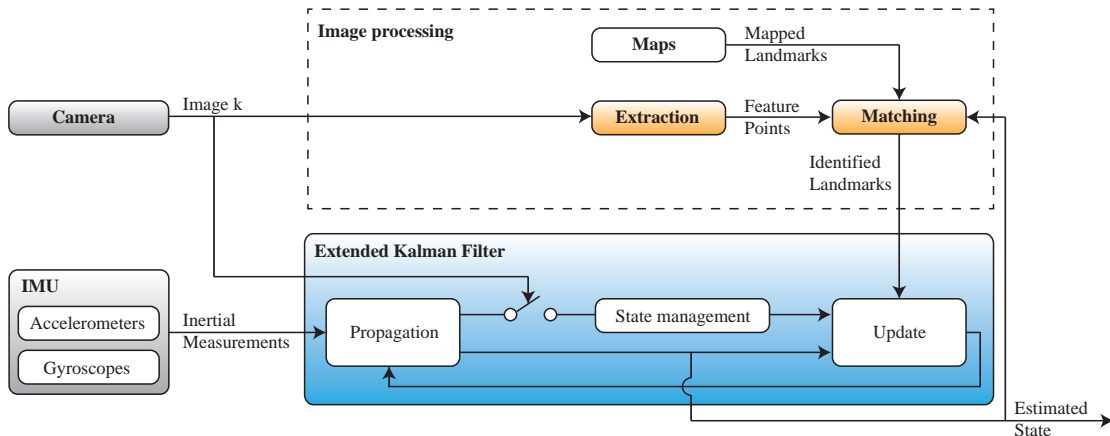 Image processing
Maps
Mapped
Landmarks
Camera
Image k
Extraction
Feature
Points
Matching
Identified
Landmarks
Extended Kalman Filter
IMU
Accelerometers
Gyroscopes
Inertial
Measurements
Propagation
State management
Update
Estimated
State